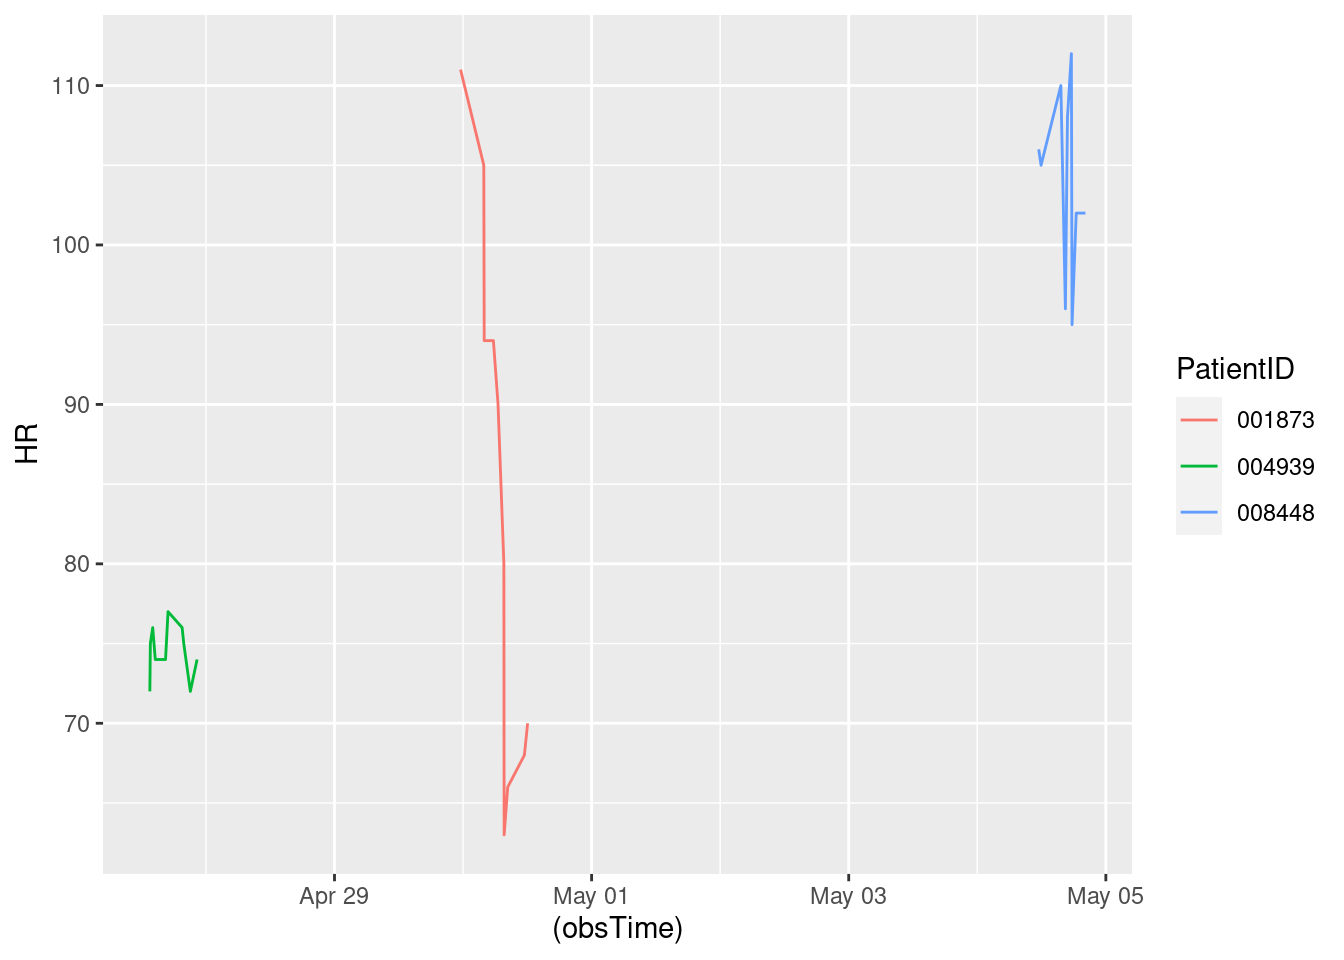 110
100
90
80
70
HR
Apr 29
May 01
May 03
May 05
(obsTime)
PatientID
001873
004939
008448